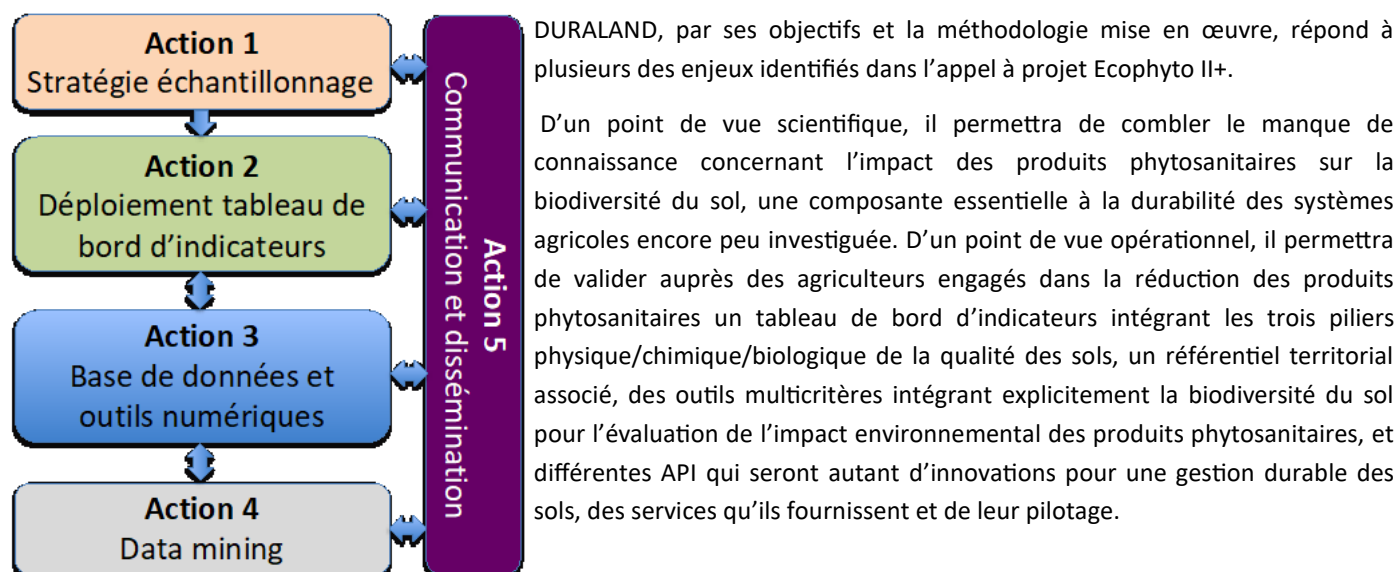 Action 1
Stratégie échantillonnage
Action 2
Déploiement tableau de
bord d’indicateurs
Action 3
Base de données et
outils numériques
Action 4
Data mining
Action 5
Communication et dissémination
DURALAND, par ses objectifs et la méthodologie mise en œuvre, répond à
plusieurs des enjeux identifiés dans l’appel à projet Ecophyto II+.
D’un point de vue scientifique, il permettra de combler le manque de
connaissance concernant l’impact des produits phytosanitaires sur la
biodiversité du sol, une composante essentielle à la durabilité des systèmes
agricoles encore peu investiguée. D’un point de vue opérationnel, il permettra
de valider auprès des agriculteurs engagés dans la réduction des produits
phytosanitaires un tableau de bord d’indicateurs intégrant les trois piliers
physique/chimique/biologique de la qualité des sols, un référentiel territorial
associé, des outils multicritères intégrant explicitement la biodiversité du sol
pour l’évaluation de l’impact environnemental des produits phytosanitaires, et
différentes API qui seront autant d’innovations pour une gestion durable des
sols, des services qu’ils fournissent et de leur pilotage.